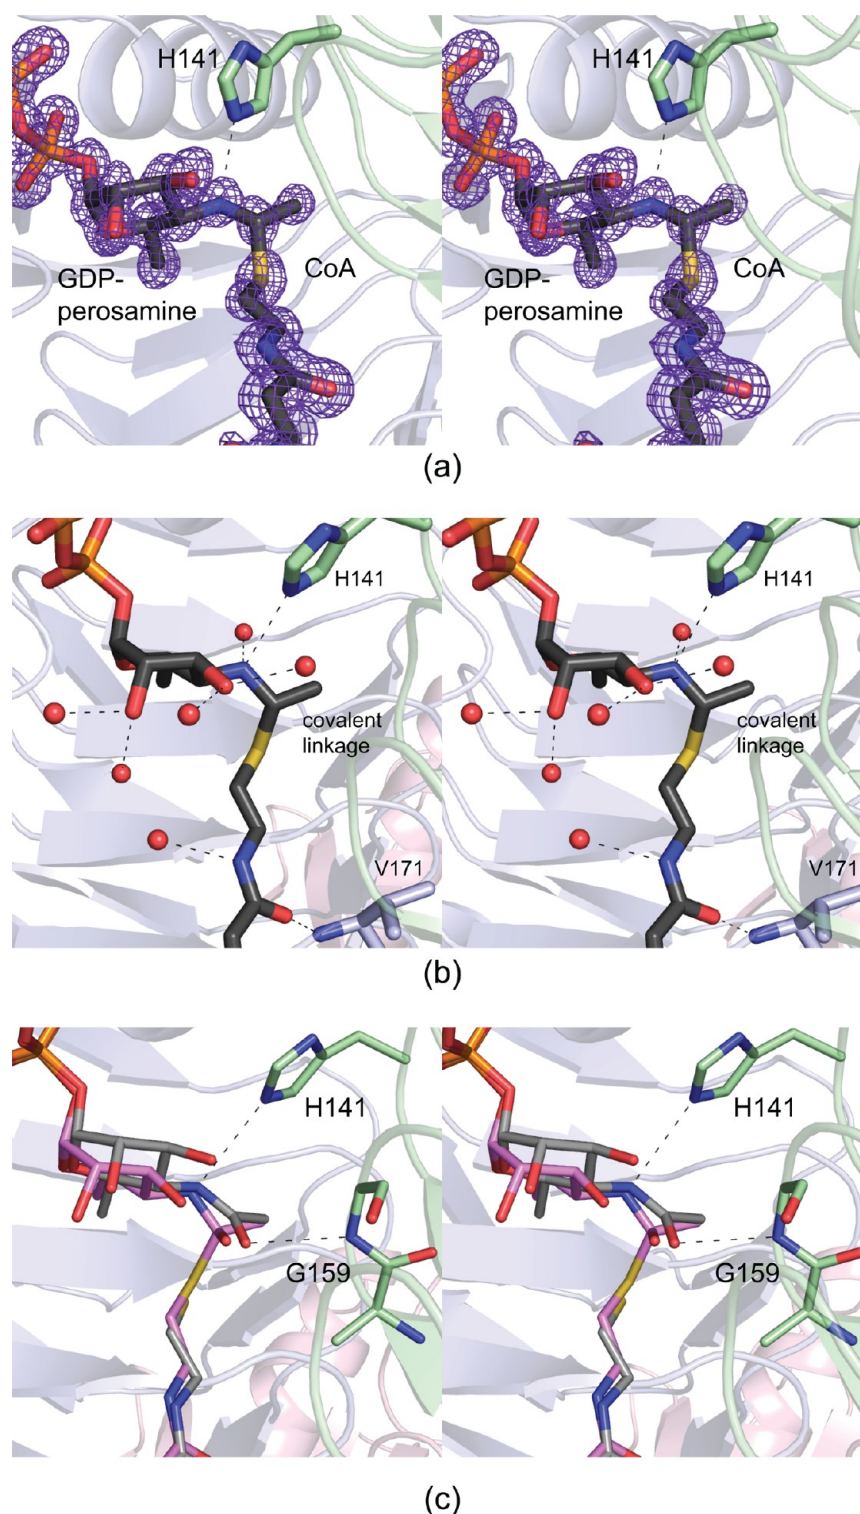 H141 H141
GDP- CoA GDP- CoA
perosamine perosamine
(a)
H141 H141
covalent covalent
linkage linkage
V171 V171
(b)
H141 H141
G159 G159
(c)